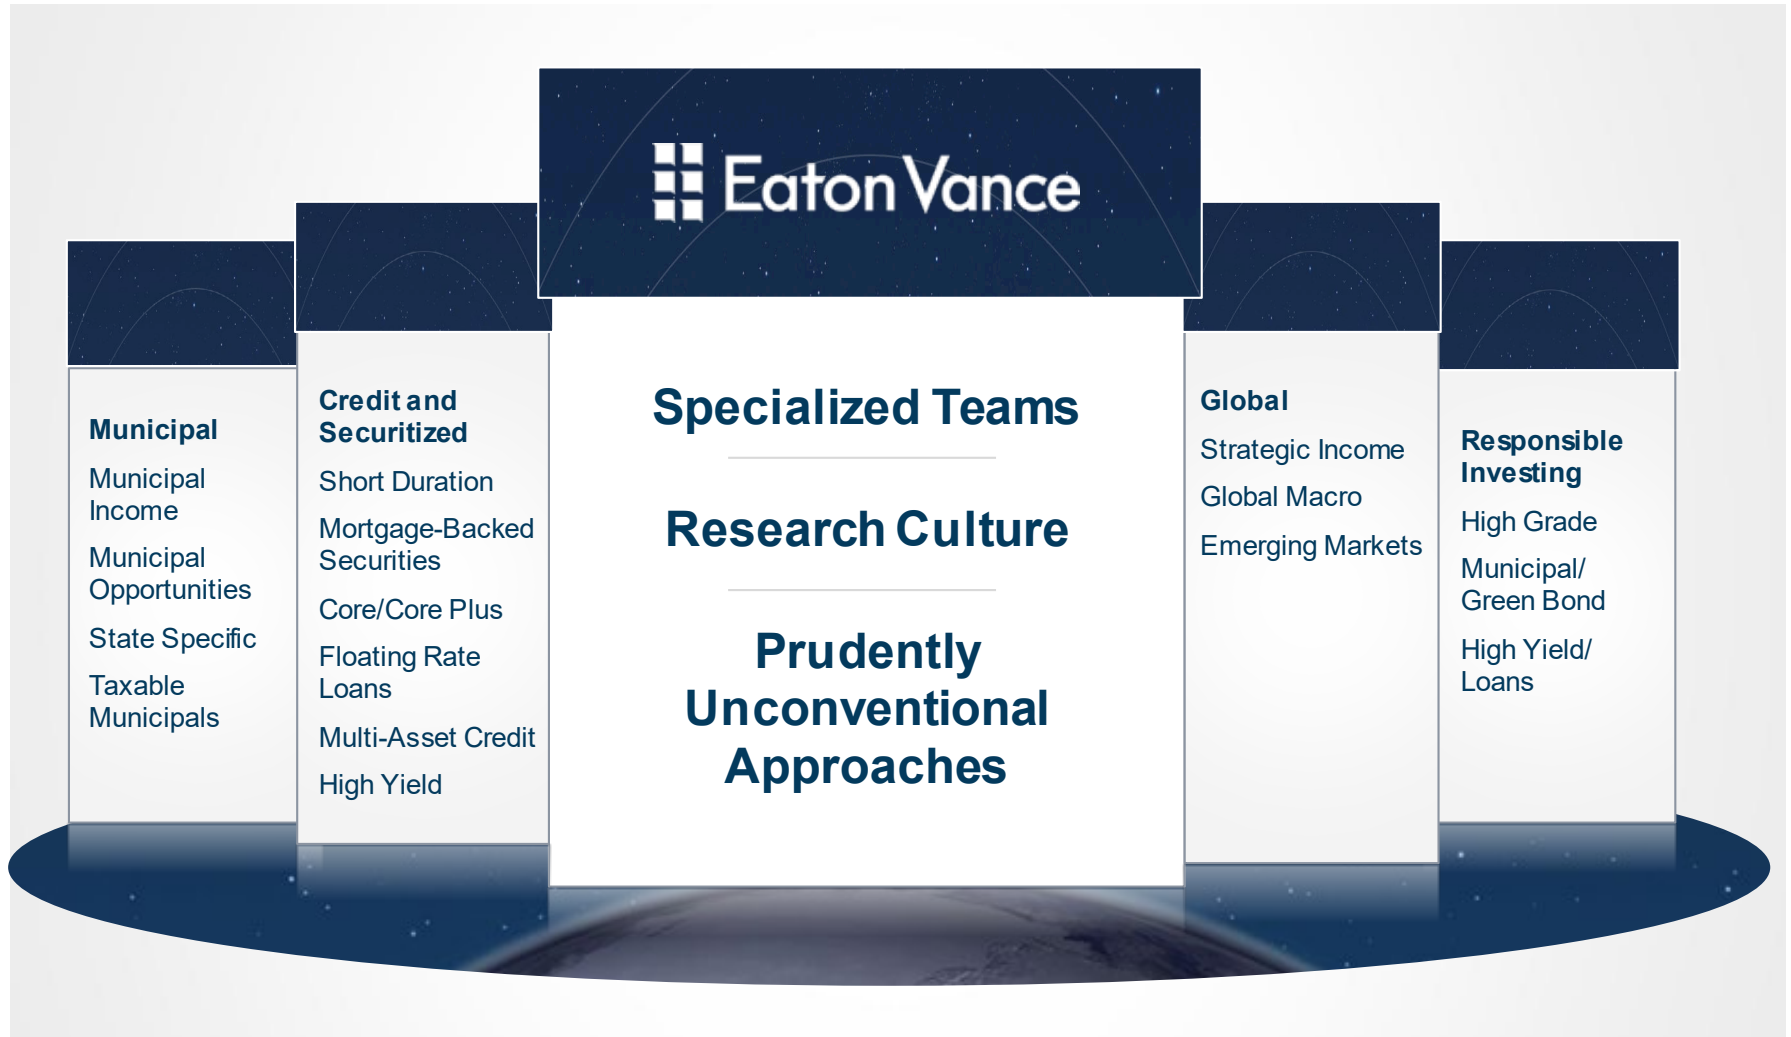 Eaton Vance
Municipal
Municipal
Income
Municipal
Opportunities
State Specific
Taxable
Municipals
Credit and
Securitized
Short Duration
Mortgage-Backed
Securities
Core/Core Plus
Floating Rate
Loans
Multi-Asset Credit
High Yield
Specialized Teams
Research Culture
Prudently
Unconventional
Approaches
Global
Strategic Income
Global Macro
Emerging Markets
Responsible
Investing
High Grade
Municipal/
Green Bond
High Yield/
Loans